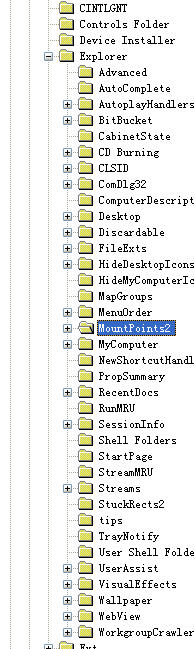 CINTLGNT
Controls Folder
Device Installer
Explorer
Advanced
AutoComplete
AutoplayHandlers
BitBucket
CabinetState
CD Burning
CLSID
ComDlg32
ComputerDescript
Desktop
Discardable
FileExts
HideDesktopIcons
HideMyComputerIc
MapGroups
MenuOrder
MountPoints2
MyComputer
NewShortcutHandl
PropSummary
RecentDocs
RunMRU
SessionInfo
Shell Folders
StartPage
StreamMRU
Streams
StuckRects2
tips
TrayNotify
User Shell Folde
UserAssist
VisualEffects
Wallpaper
WebView
WorkgroupCrawler
Ext